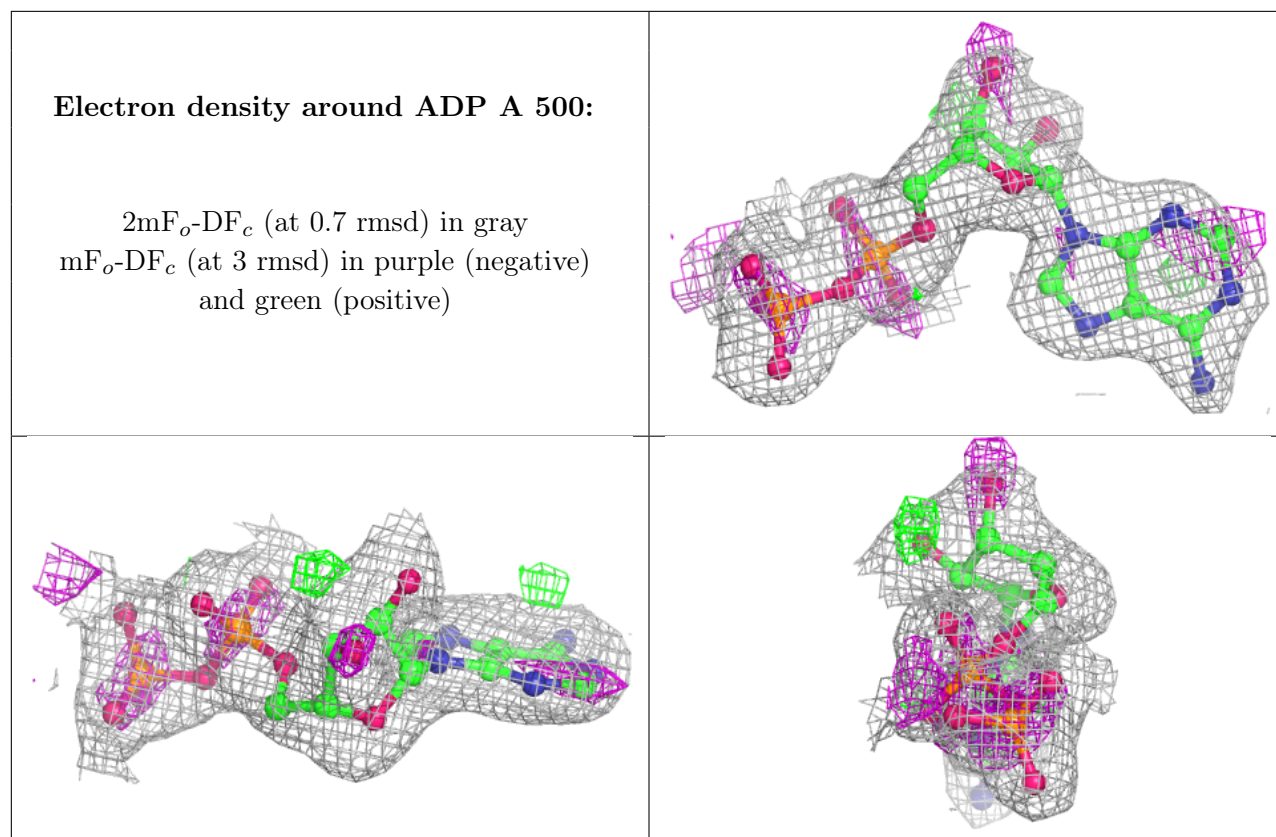 Electron density around ADP A 500:
2mFo-DFc (at 0.7 rmsd) in gray
mFo-DFc (at 3 rmsd) in purple (negative)
and green (positive)